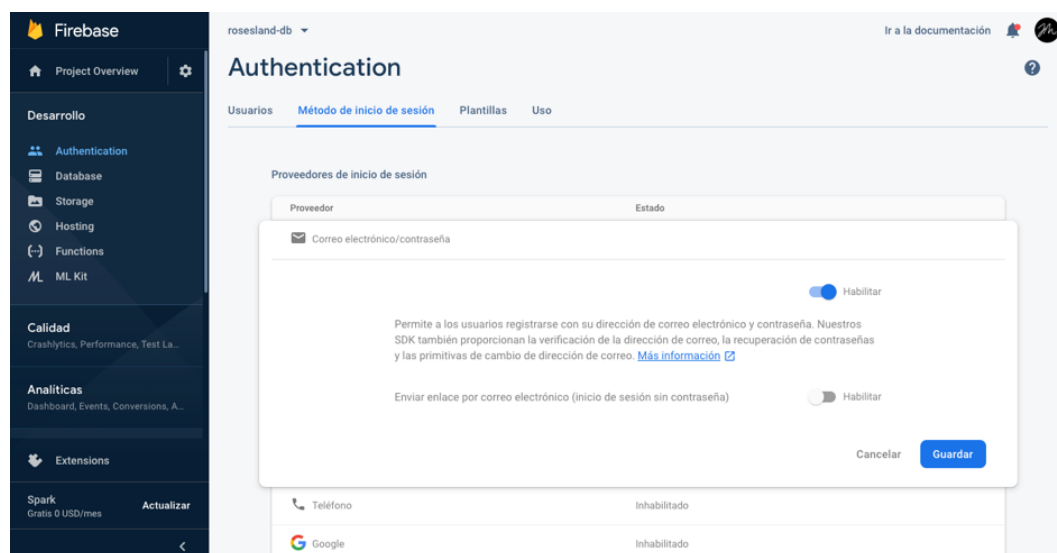 Firebase
Project Overview
Desarrollo
Authentication
Database
Storage
Hosting
Functions
ML Kit
Calidad
Crashlytics, Performance, Test La...
Analíticas
Dashboard, Events, Conversions, A...
Extensions
Spark
Gratis 0 USD/mes
Actualizar
rosesland-db
Ir a la documentación
Authentication
Usuarios Método de inicio de sesión Plantillas Uso
Proveedores de inicio de sesión
Proveedor Estado
Correo electrónico/contraseña
Habilitar
Permite a los usuarios registrarse con su dirección de correo electrónico y contraseña. Nuestros
SDK también proporcionan la verificación de la dirección de correo, la recuperación de contraseñas
y las primitivas de cambio de dirección de correo. Más información
Enviar enlace por correo electrónico (inicio de sesión sin contraseña) Habilitar
Cancelar Guardar
Teléfono Inhabilitado
Google Inhabilitado